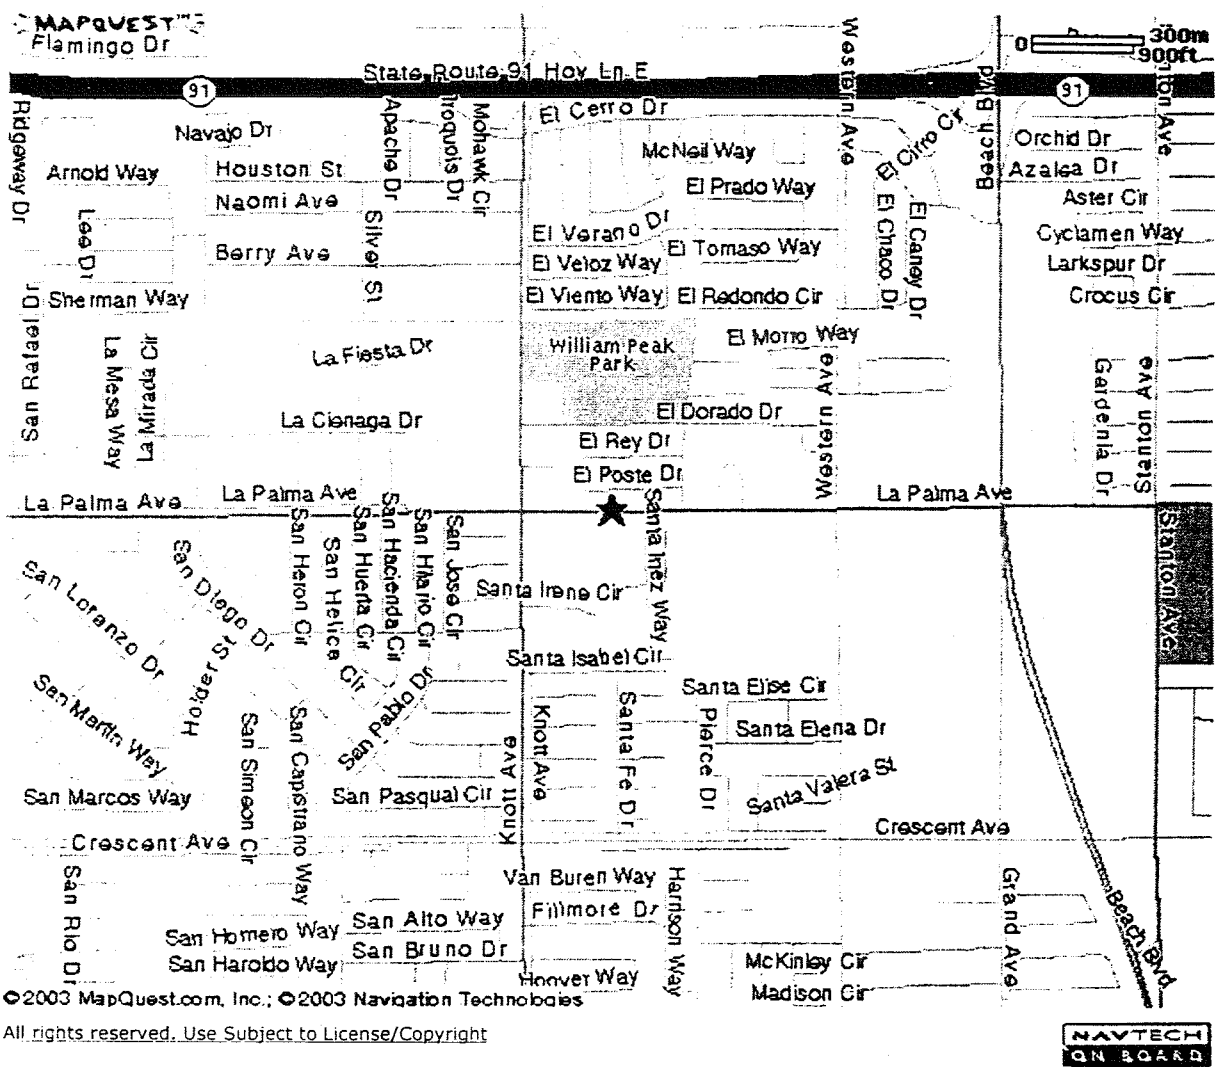 MAPQUEST
Flamingo Dr
0 300m
900ft
State Route 91 Hov Ln E
91
91
Ridgeway Dr
Navajo Dr
Apache Dr
Iroquois Dr
Mohawk Cir
El Cerro Dr
Western Ave
El Cirro Cir
Beach Blvd
Orchid Dr
nton Ave
Arnold Way
Houston St
McNeil Way
Azalea Dr
Naomi Ave
El Prado Way
Aster Cir
Lee Dr
Silver St
El Verano Dr
El Chaco Dr
El Caney Dr
Cyclamen Way
Berry Ave
El Tomaso Way
El Veloz Way
Larkspur Dr
San Rafael Dr
Sherman Way
El Viento Way
El Redondo Cir
Crocus Cir
La Mesa Way
La Mirada Cir
La Fiesta Dr
William Peak
Park
El Morro Way
Western Ave
Gardenia Dr
Stanton Ave
La Cienaga Dr
El Dorado Dr
El Rey Dr
El Poste Dr
La Palma Ave
La Palma Ave
La Palma Ave
San Loranzo Dr
San Diego Dr
San Heron Cir
San Helice Cir
San Huerta Cir
San Hacienda Cir
San Hilario Cir
San Jose Cir
Santa Inez Way
Stanton Ave
Santa Irene Cir
Holder St
Santa Isabel Cir
San Martin Way
San Simeon Cir
San Capistrano Way
San Pablo Dr
Knott Ave
Knott Ave
Santa Fe Dr
Pierce Dr
Santa Elise Cir
Santa Elena Dr
Santa Valera St
San Marcos Way
San Pasqual Cir
Crescent Ave
Crescent Ave
San Rio Dr
Van Buren Way
Harrison Way
Grand Ave
Beach Blvd
San Homero Way
San Alto Way
Fillmore Dr
San Haroldo Way
San Bruno Dr
Hoover Way
McKinley Cir
Madison Cir
©2003 MapQuest.com, Inc.; ©2003 Navigation Technologies
All rights reserved. Use Subject to License/Copyright
NAVTECH
ON BOARD